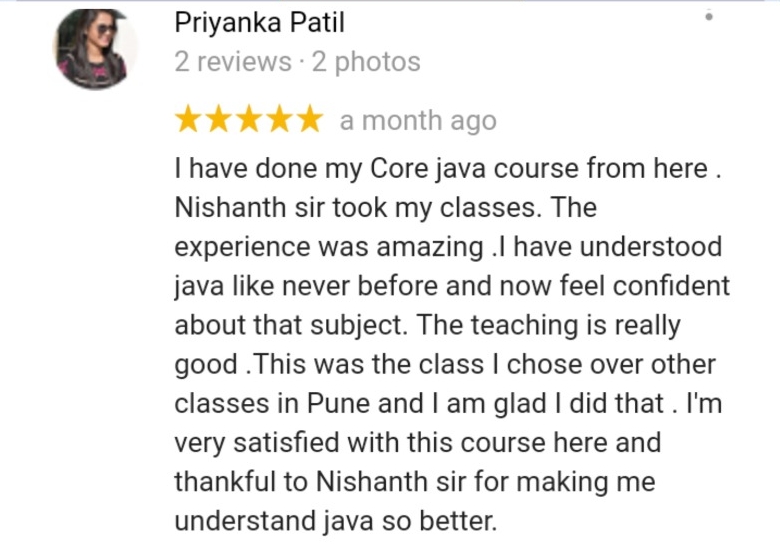 Priyanka Patil
2 reviews · 2 photos
a month ago
I have done my Core java course from here .
Nishanth sir took my classes. The
experience was amazing .I have understood
java like never before and now feel confident
about that subject. The teaching is really
good .This was the class I chose over other
classes in Pune and I am glad I did that . I'm
very satisfied with this course here and
thankful to Nishanth sir for making me
understand java so better.